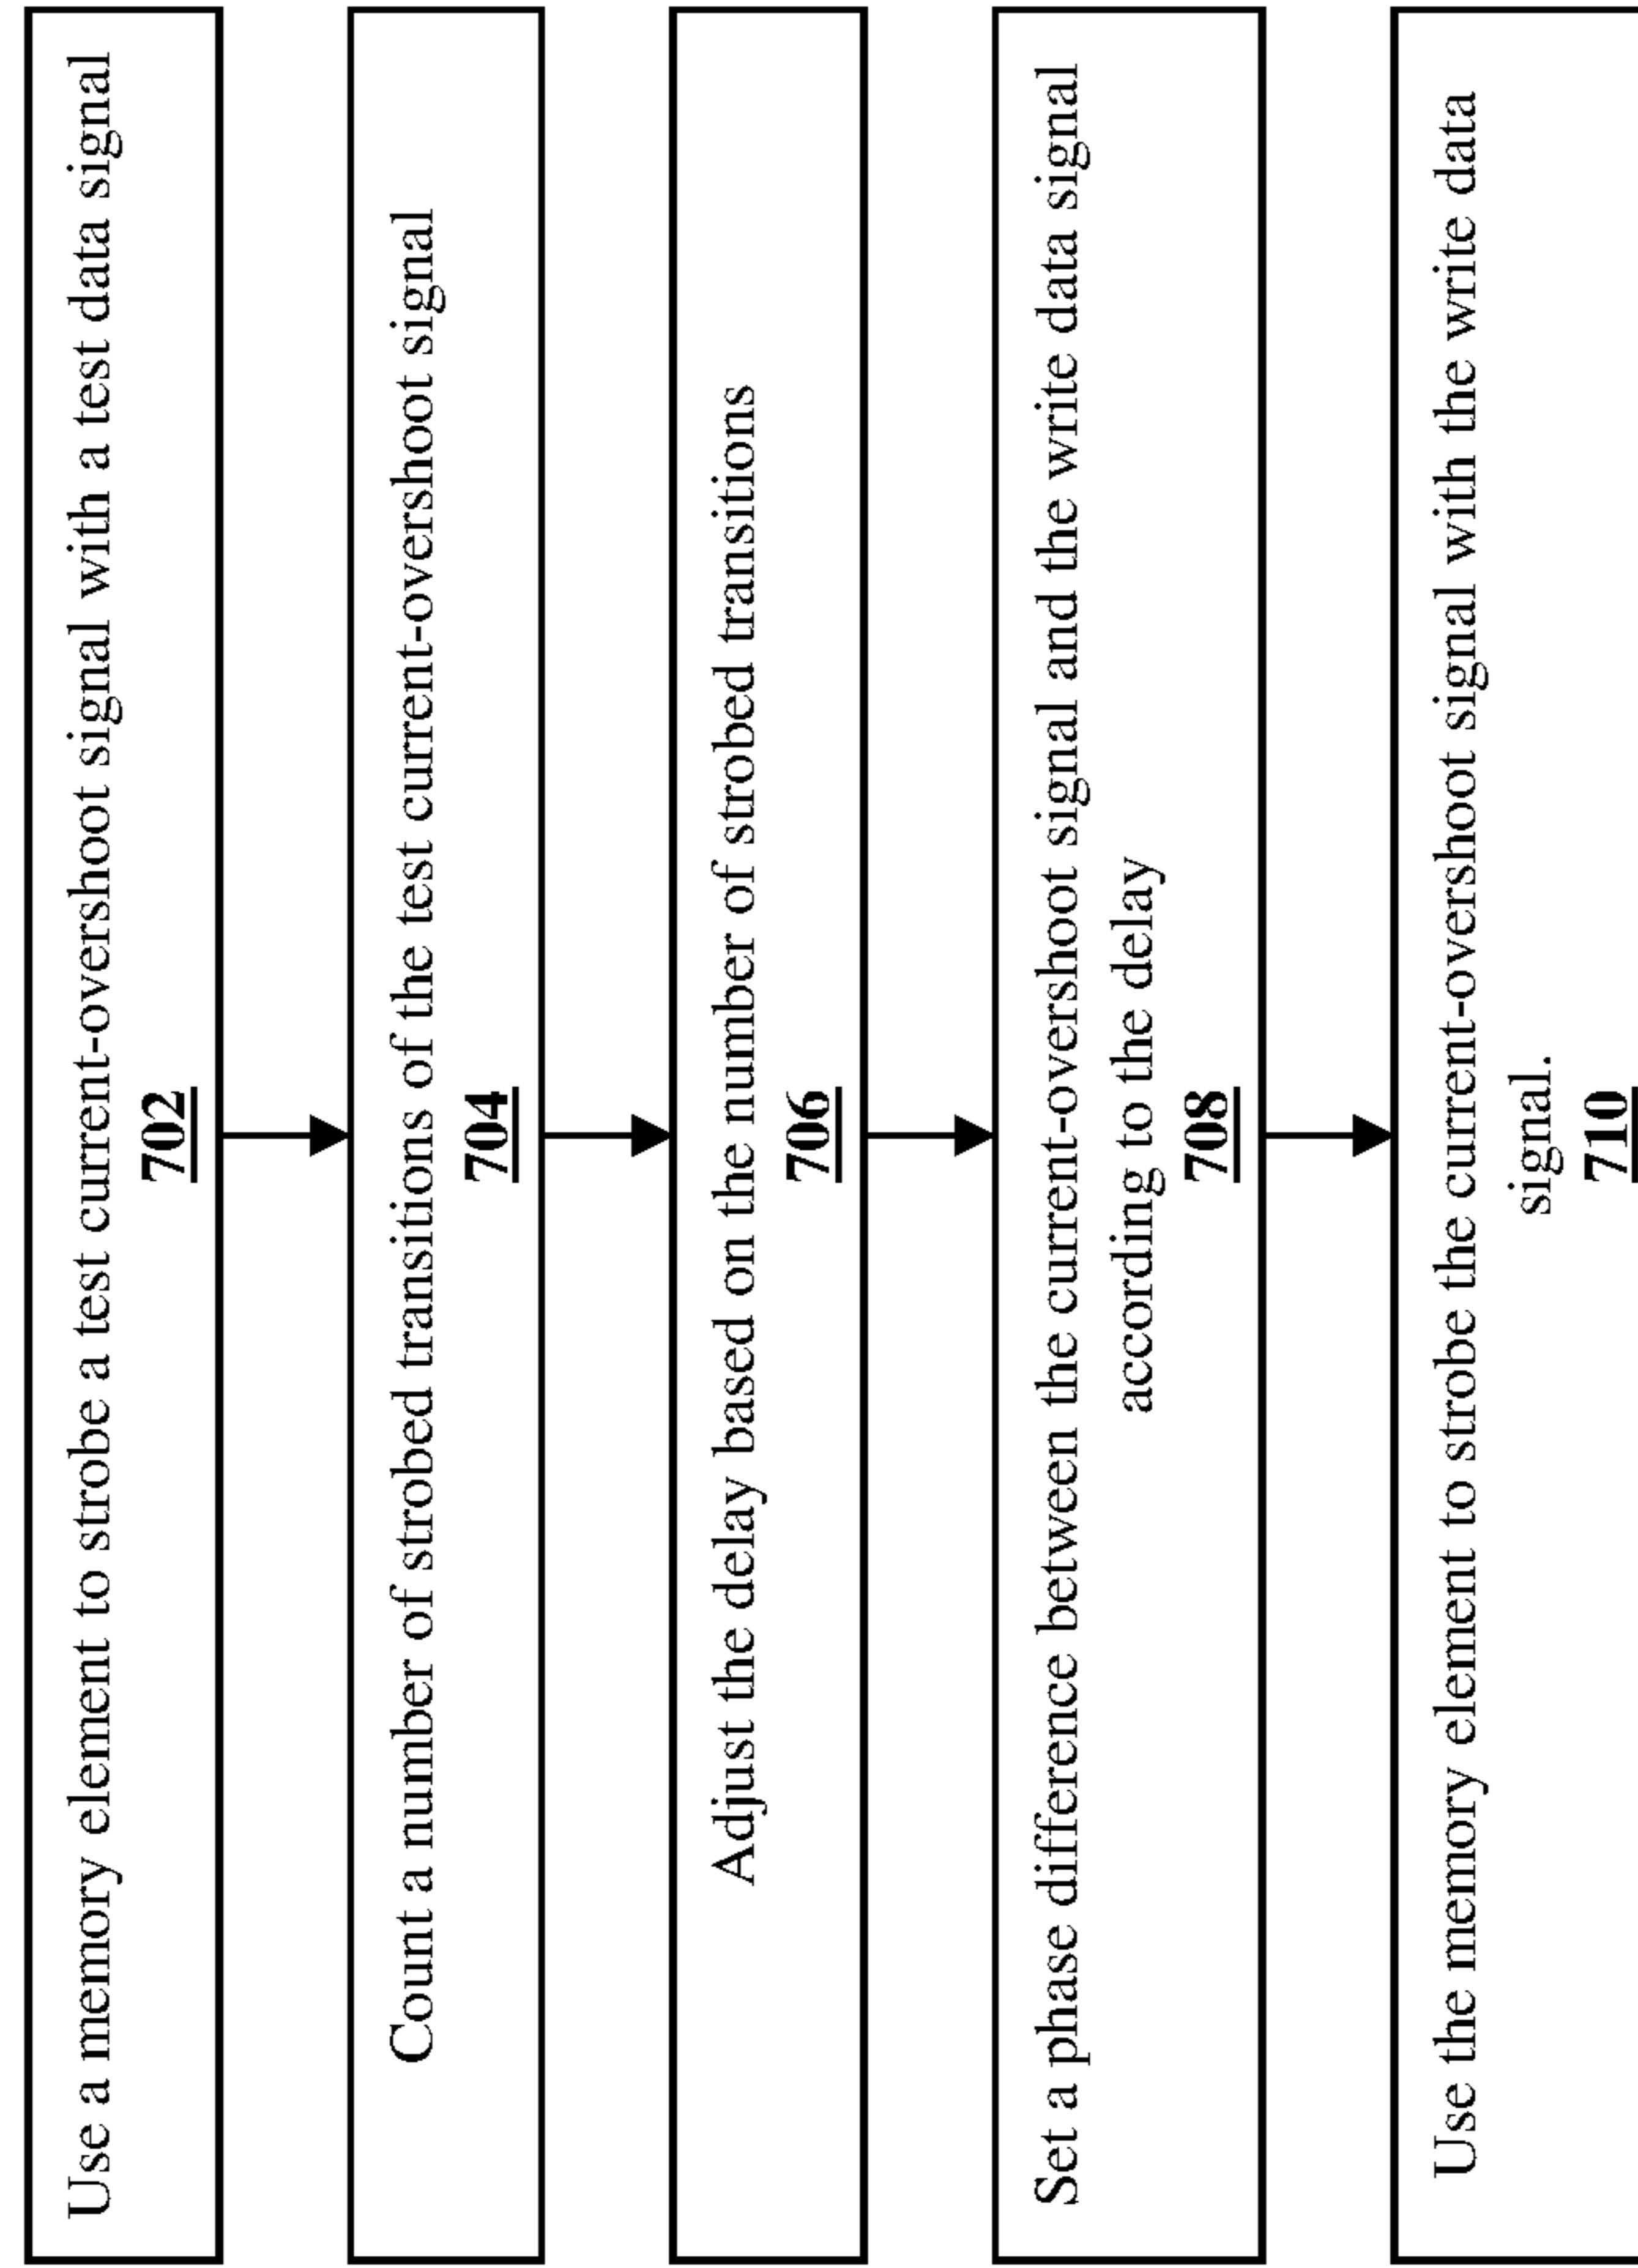 Use a memory element to strobe a test current-overshoot signal with a test data signal
702
Count a number of strobed transitions of the test current-overshoot signal
704
Adjust the delay based on the number of strobed transitions
706
Set a phase difference between the current-overshoot signal and the write data signal
according to the delay
708
Use the memory element to strobe the current-overshoot signal with the write data
signal.
710